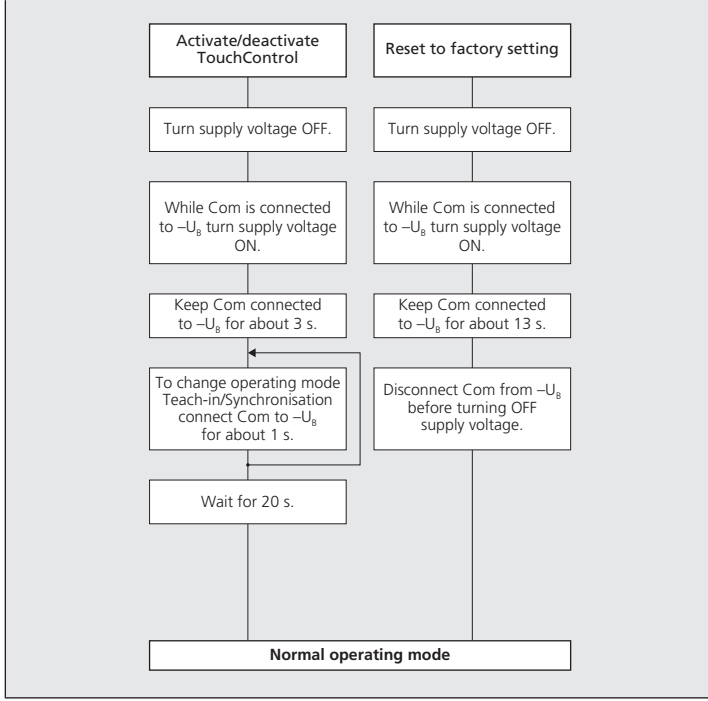 Activate/deactivate
TouchControl
Turn supply voltage OFF.
While Com is connected
to –U_B turn supply voltage
ON.
Keep Com connected
to –U_B for about 3 s.
To change operating mode
Teach-in/Synchronisation
connect Com to –U_B
for about 1 s.
Wait for 20 s.
Reset to factory setting
Turn supply voltage OFF.
While Com is connected
to –U_B turn supply voltage
ON.
Keep Com connected
to –U_B for about 13 s.
Disconnect Com from –U_B
before turning OFF
supply voltage.
Normal operating mode